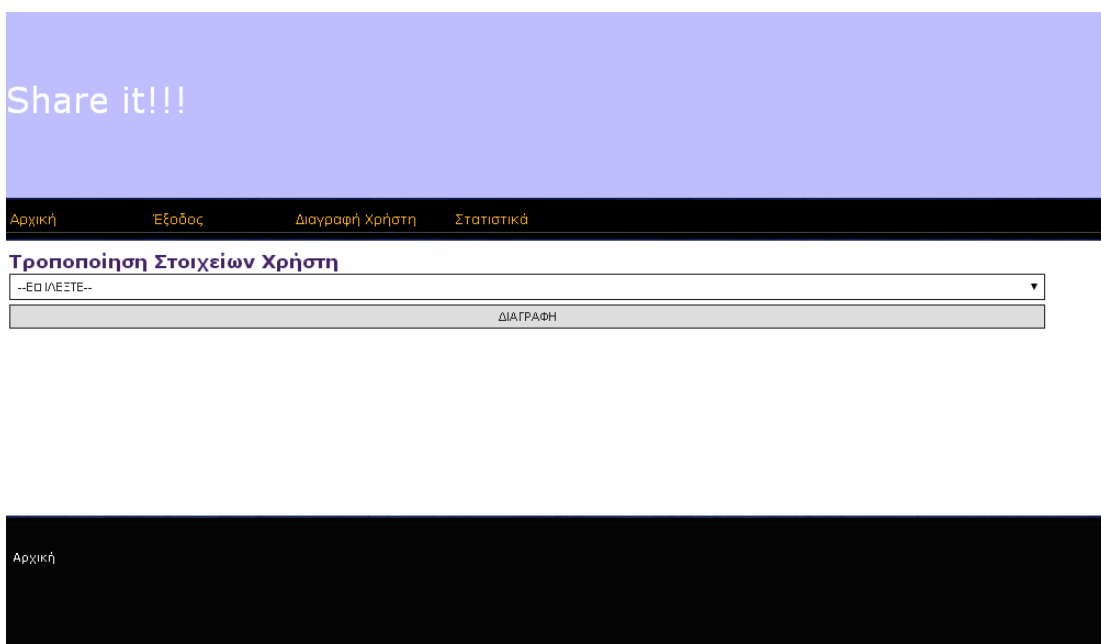 Share it!!!
Αρχική Έξοδος Διαγραφή Χρήστη Στατιστικά
Τροποποίηση Στοιχείων Χρήστη
--ΕΠΙΛΕΞΤΕ--
ΔΙΑΓΡΑΦΗ
Αρχική